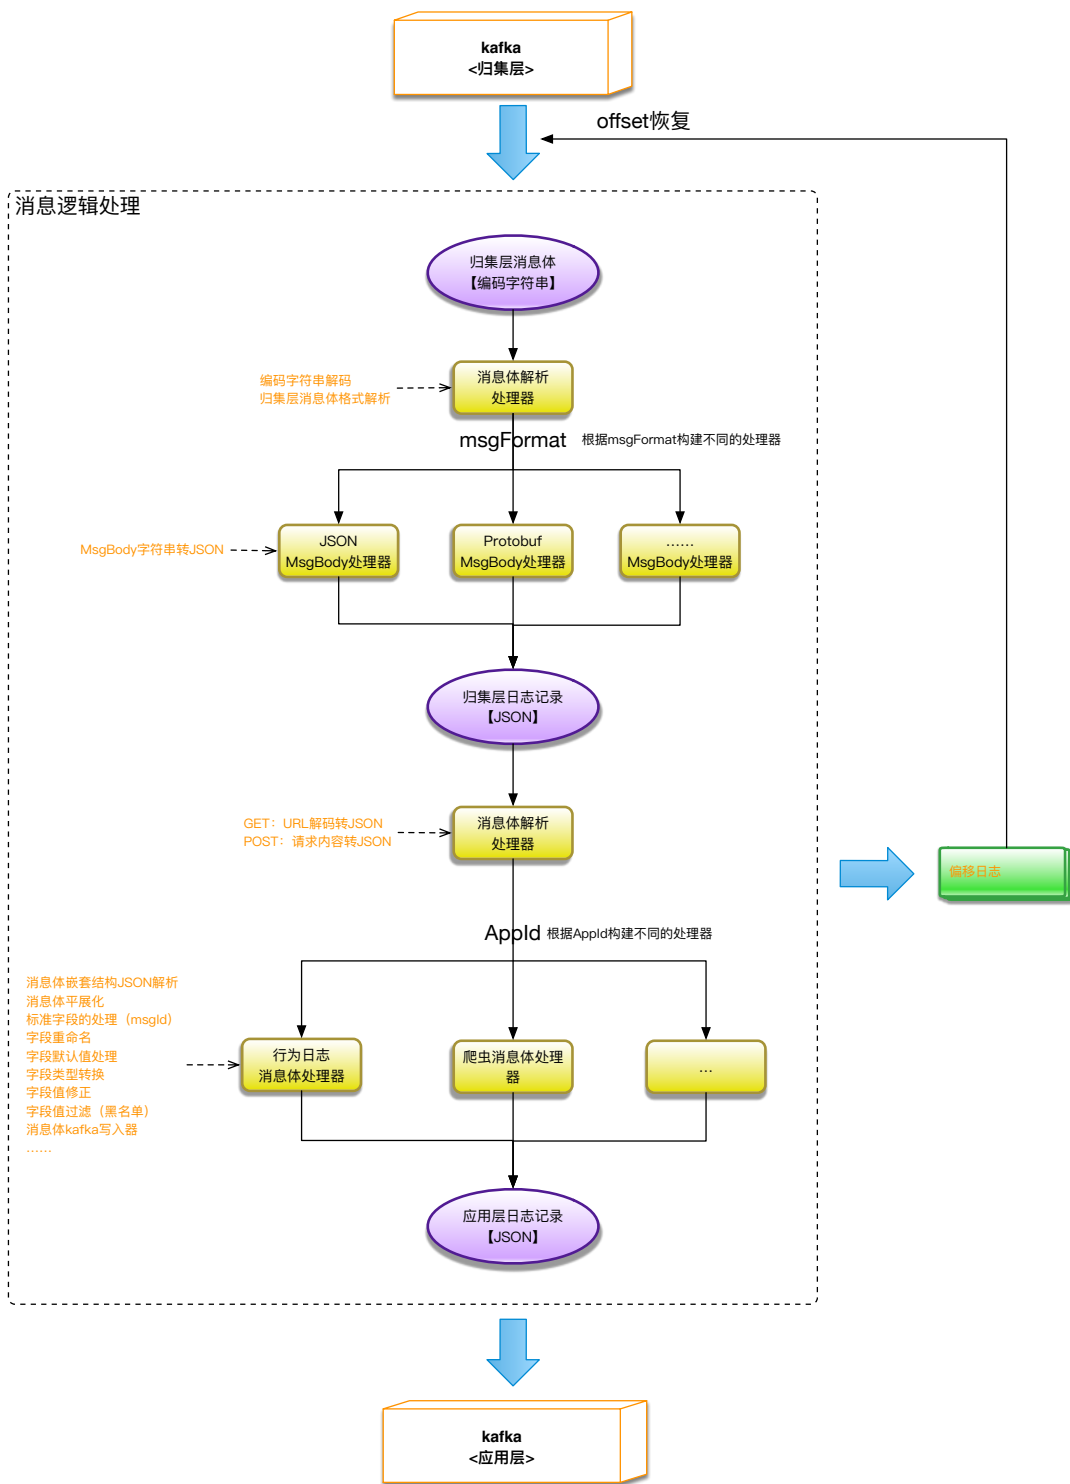 kafka
<归集层>
offset恢复
消息逻辑处理
归集层消息体
【编码字符串】
编码字符串解码
归集层消息体格式解析
消息体解析
处理器
msgFormat
根据msgFormat构建不同的处理器
MsgBody字符串转JSON
JSON
MsgBody处理器
Protobuf
MsgBody处理器
……
MsgBody处理器
归集层日志记录
【JSON】
GET：URL解码转JSON
POST：请求内容转JSON
消息体解析
处理器
偏移日志
AppId
根据AppId构建不同的处理器
消息体嵌套结构JSON解析
消息体平展化
标准字段的处理（msgId）
字段重命名
字段默认值处理
字段类型转换
字段值修正
字段值过滤（黑名单）
消息体kafka写入器
……
行为日志
消息体处理器
爬虫消息体处理
器
…
应用层日志记录
【JSON】
kafka
<应用层>